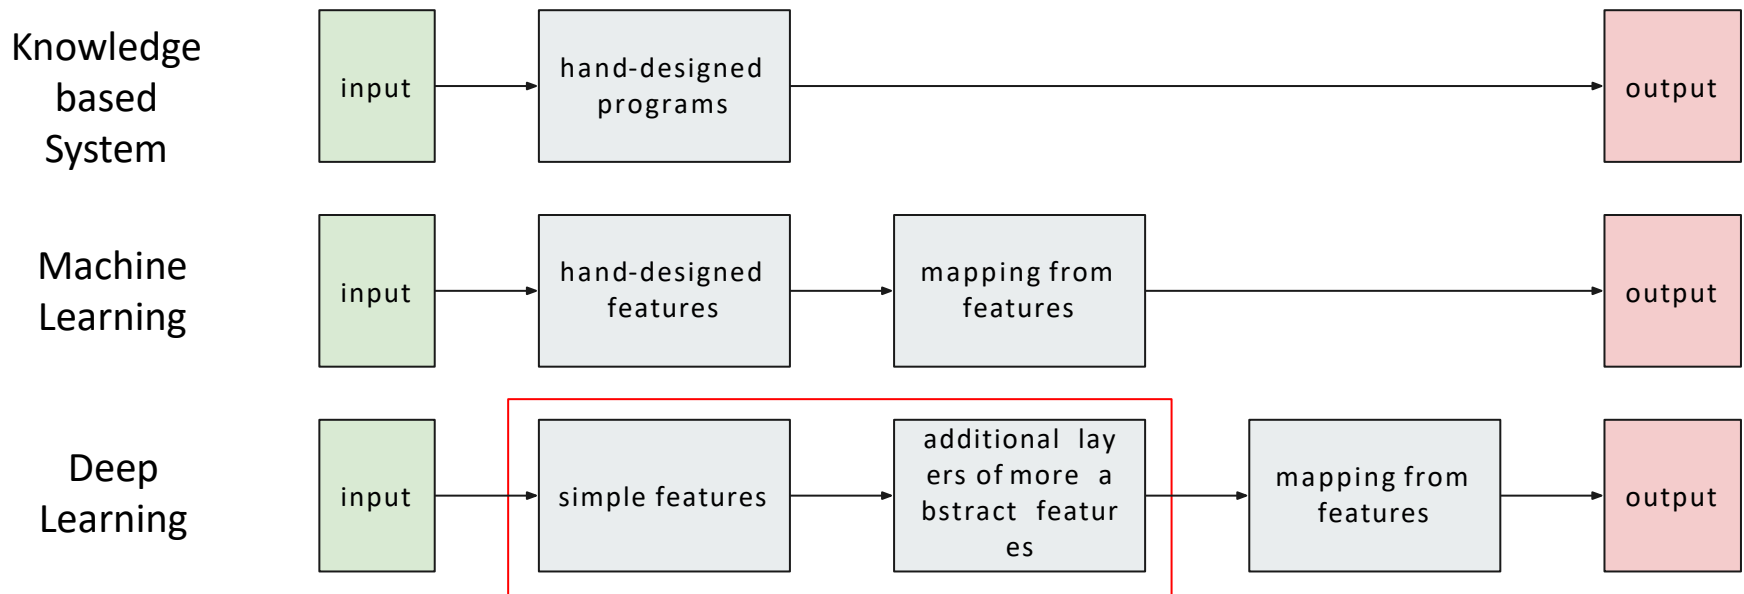 Knowledge
based
System
input
hand-designed
programs
output
Machine
Learning
input
hand-designed
features
mapping from
features
output
Deep
Learning
input
simple features
additional lay
ers of more a
bstract featur
es
mapping from
features
output